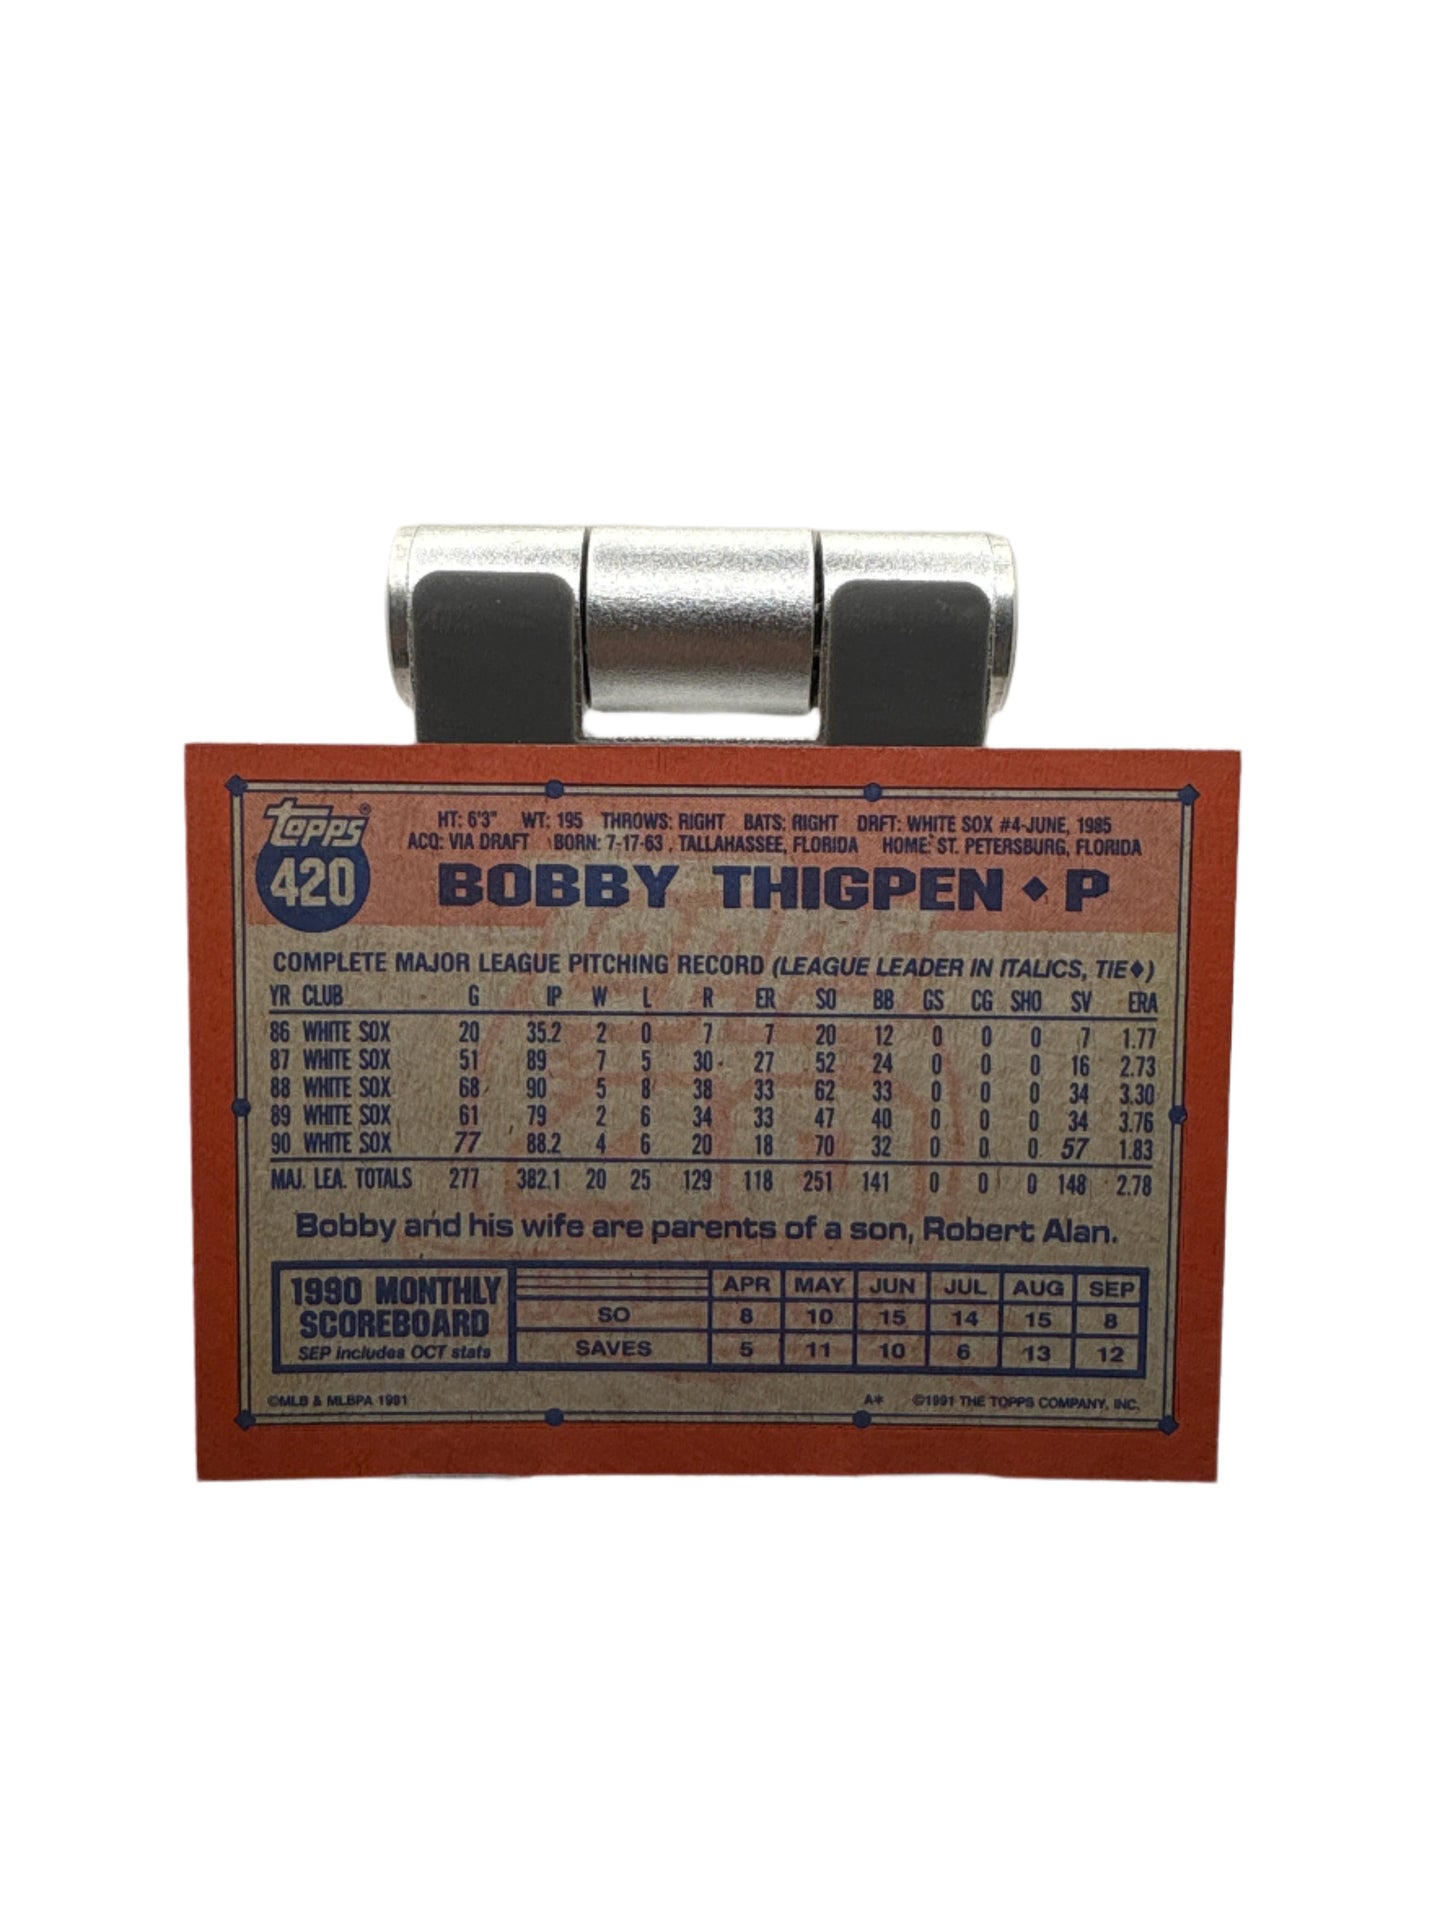 topps®
420
HT: 6'3" WT: 195 THROWS: RIGHT BATS: RIGHT DRFT: WHITE SOX #4-JUNE, 1985
ACQ: VIA DRAFT BORN: 7-17-63, TALLAHASSEE, FLORIDA HOME: ST. PETERSBURG, FLORIDA
BOBBY THIGPEN ♦ P
COMPLETE MAJOR LEAGUE PITCHING RECORD (LEAGUE LEADER IN ITALICS, TIE♦)
YR CLUB G IP W L R ER SO BB GS CG SHO SV ERA
86 WHITE SOX 20 35.2 2 0 7 7 20 12 0 0 0 7 1.77
87 WHITE SOX 51 89 7 5 30 27 52 24 0 0 0 16 2.73
88 WHITE SOX 68 90 5 8 38 33 62 33 0 0 0 34 3.30
89 WHITE SOX 61 79 2 6 34 33 47 40 0 0 0 34 3.76
90 WHITE SOX 77 88.2 4 6 20 18 70 32 0 0 0 57 1.83
MAJ. LEA. TOTALS 277 382.1 20 25 129 118 251 141 0 0 0 148 2.78
Bobby and his wife are parents of a son, Robert Alan.
1990 MONTHLY
SCOREBOARD
SEP includes OCT stats
APR MAY JUN JUL AUG SEP
SO 8 10 15 14 15 8
SAVES 5 11 10 6 13 12
©MLB & MLBPA 1991 A* ©1991 THE TOPPS COMPANY, INC.